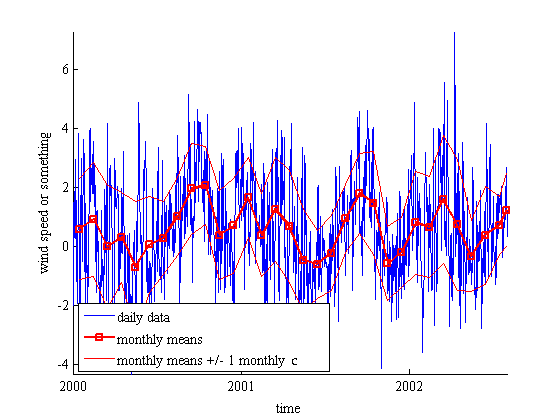 6
4
2
0
-2
-4
wind speed or something
daily data
monthly means
monthly means +/- 1 monthly c
2000
2001
2002
time